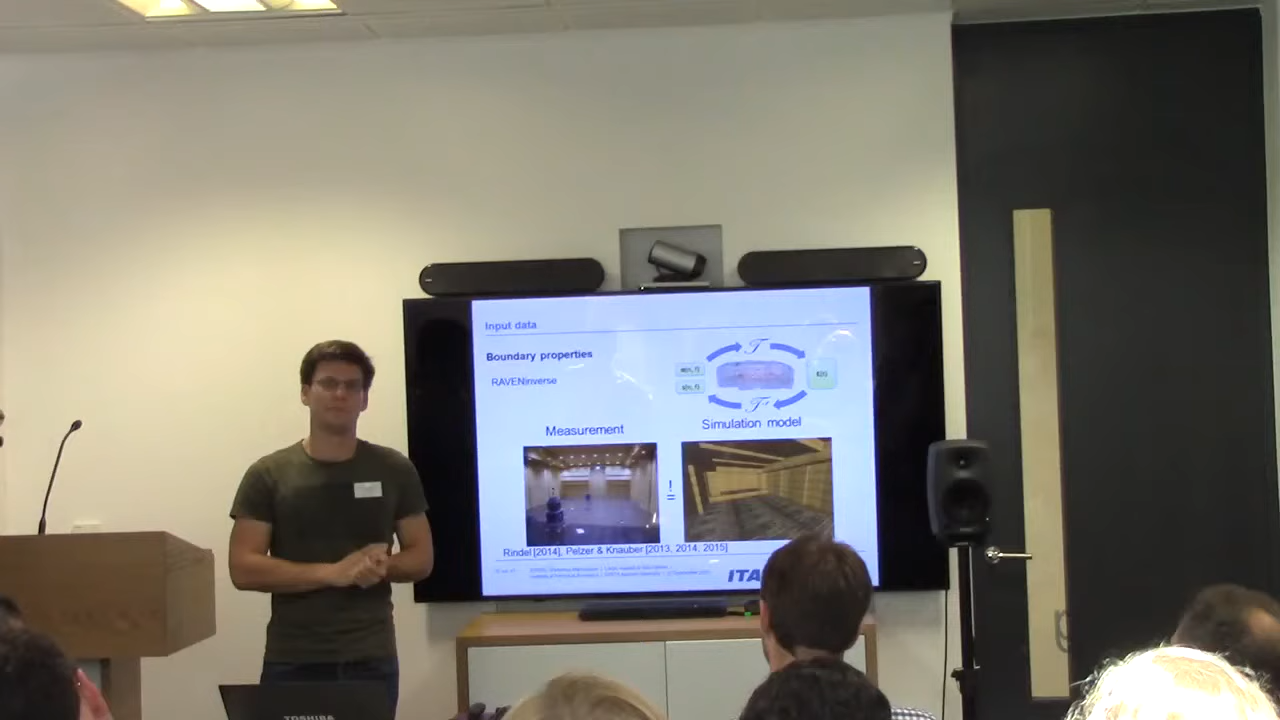 Input data
Boundary properties
RAVENinverse
Measurement
Simulation model
!
=
Rindel [2014], Pelzer & Knauber [2013, 2014, 2015]
ITA
TOSHIBA